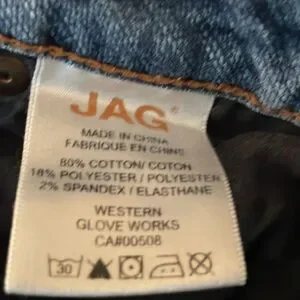 JAG®
MADE IN CHINA
FABRIQUE EN CHINE
80% COTTON/ COTON
18% POLYESTER / POLYESTER
2% SPANDEX / ELASTHANE
WESTERN
GLOVE WORKS
CA#00508
30